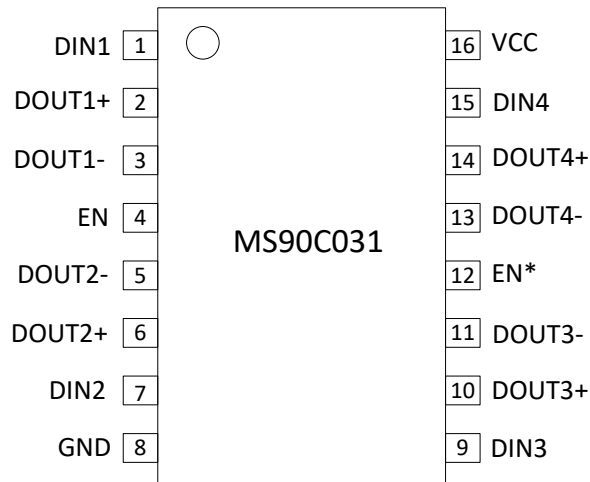 DIN1 1 16 VCC
DOUT1+ 2 15 DIN4
DOUT1- 3 14 DOUT4+
EN 4 13 DOUT4-
MS90C031
DOUT2- 5 12 EN*
DOUT2+ 6 11 DOUT3-
DIN2 7 10 DOUT3+
GND 8 9 DIN3